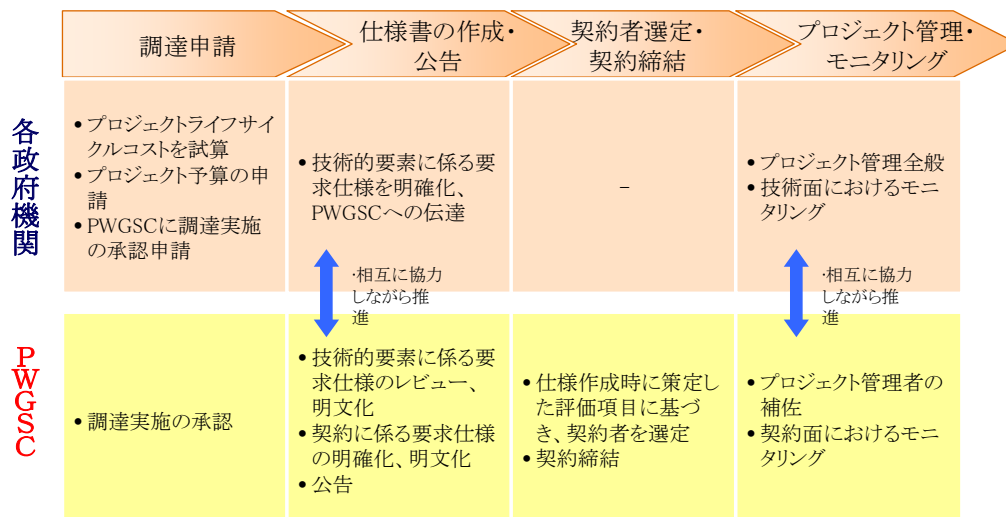 調達申請
仕様書の作成・
公告
契約者選定・
契約締結
プロジェクト管理・
モニタリング
各政府機関
• プロジェクトライフサイ
クルコストを試算
• プロジェクト予算の申
請
• PWGSCに調達実施
の承認申請
• 技術的要素に係る要
求仕様を明確化、
PWGSCへの伝達
－
• プロジェクト管理全般
• 技術面におけるモニ
タリング
·相互に協力
しながら推
進
·相互に協力
しながら推
進
PWGSC
• 調達実施の承認
• 技術的要素に係る要
求仕様のレビュー、
明文化
• 契約に係る要求仕様
の明確化、明文化
• 公告
• 仕様作成時に策定し
た評価項目に基づ
き、契約者を選定
• 契約締結
• プロジェクト管理者の
補佐
• 契約面におけるモニ
タリング